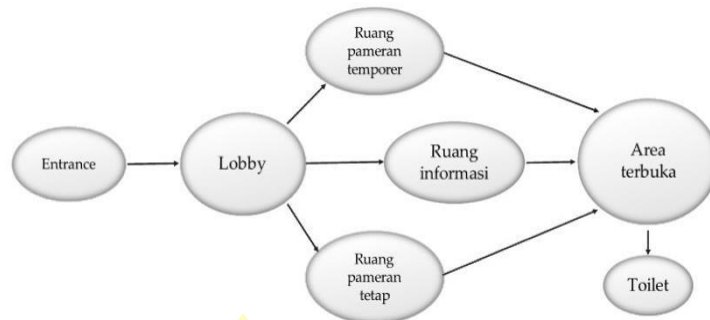 Entrance
Lobby
Ruang
pameran
temporer
Ruang
informasi
Ruang
pameran
tetap
Area
terbuka
Toilet